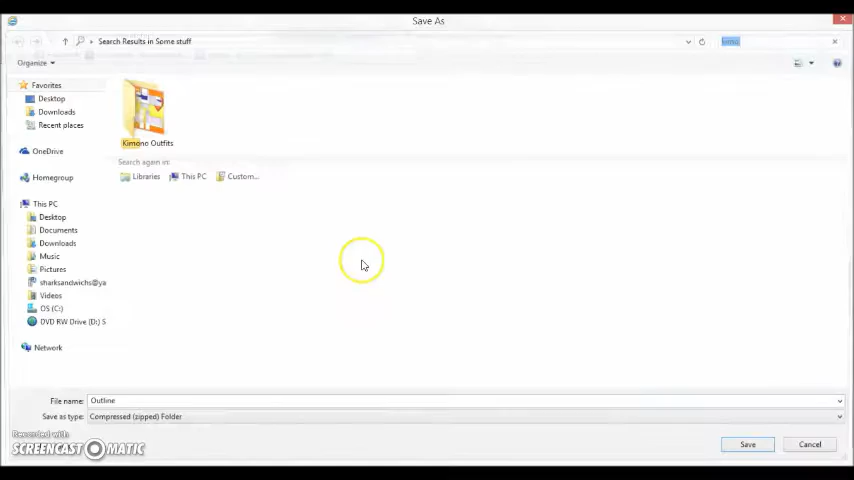 Save As
Search Results in Some stuff
kimo
Organize
Favorites
Desktop
Downloads
Recent places
OneDrive
Homegroup
This PC
Desktop
Documents
Downloads
Music
Pictures
sharksandwichs@ya
Videos
OS (C:)
DVD RW Drive (D:) S
Network
Kimono Outfits
Search again in:
Libraries
This PC
Custom...
File name: Outline
Save as type: Compressed (zipped) Folder
Recorded with
SCREENCAST-O-MATIC
Save
Cancel